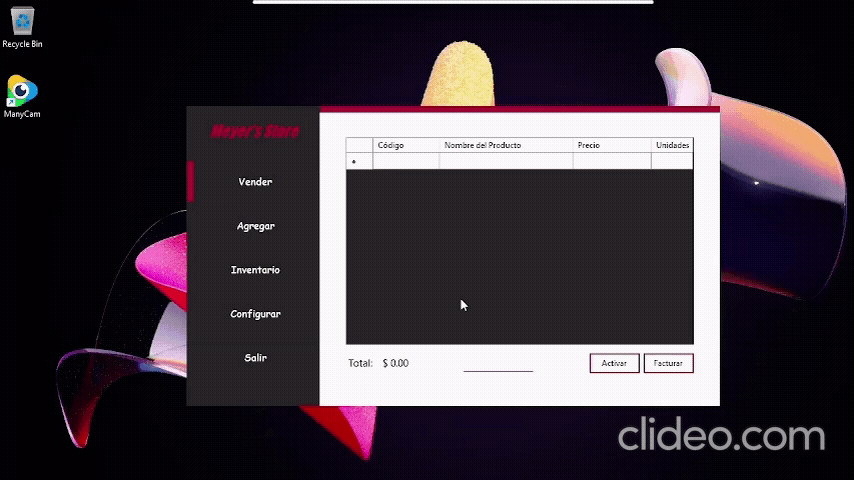 Recycle Bin
ManyCam
Meyer's Store
Vender
Agregar
Inventario
Configurar
Salir
Código Nombre del Producto Precio Unidades
Total: $ 0.00
Activar Facturar
clideo.com